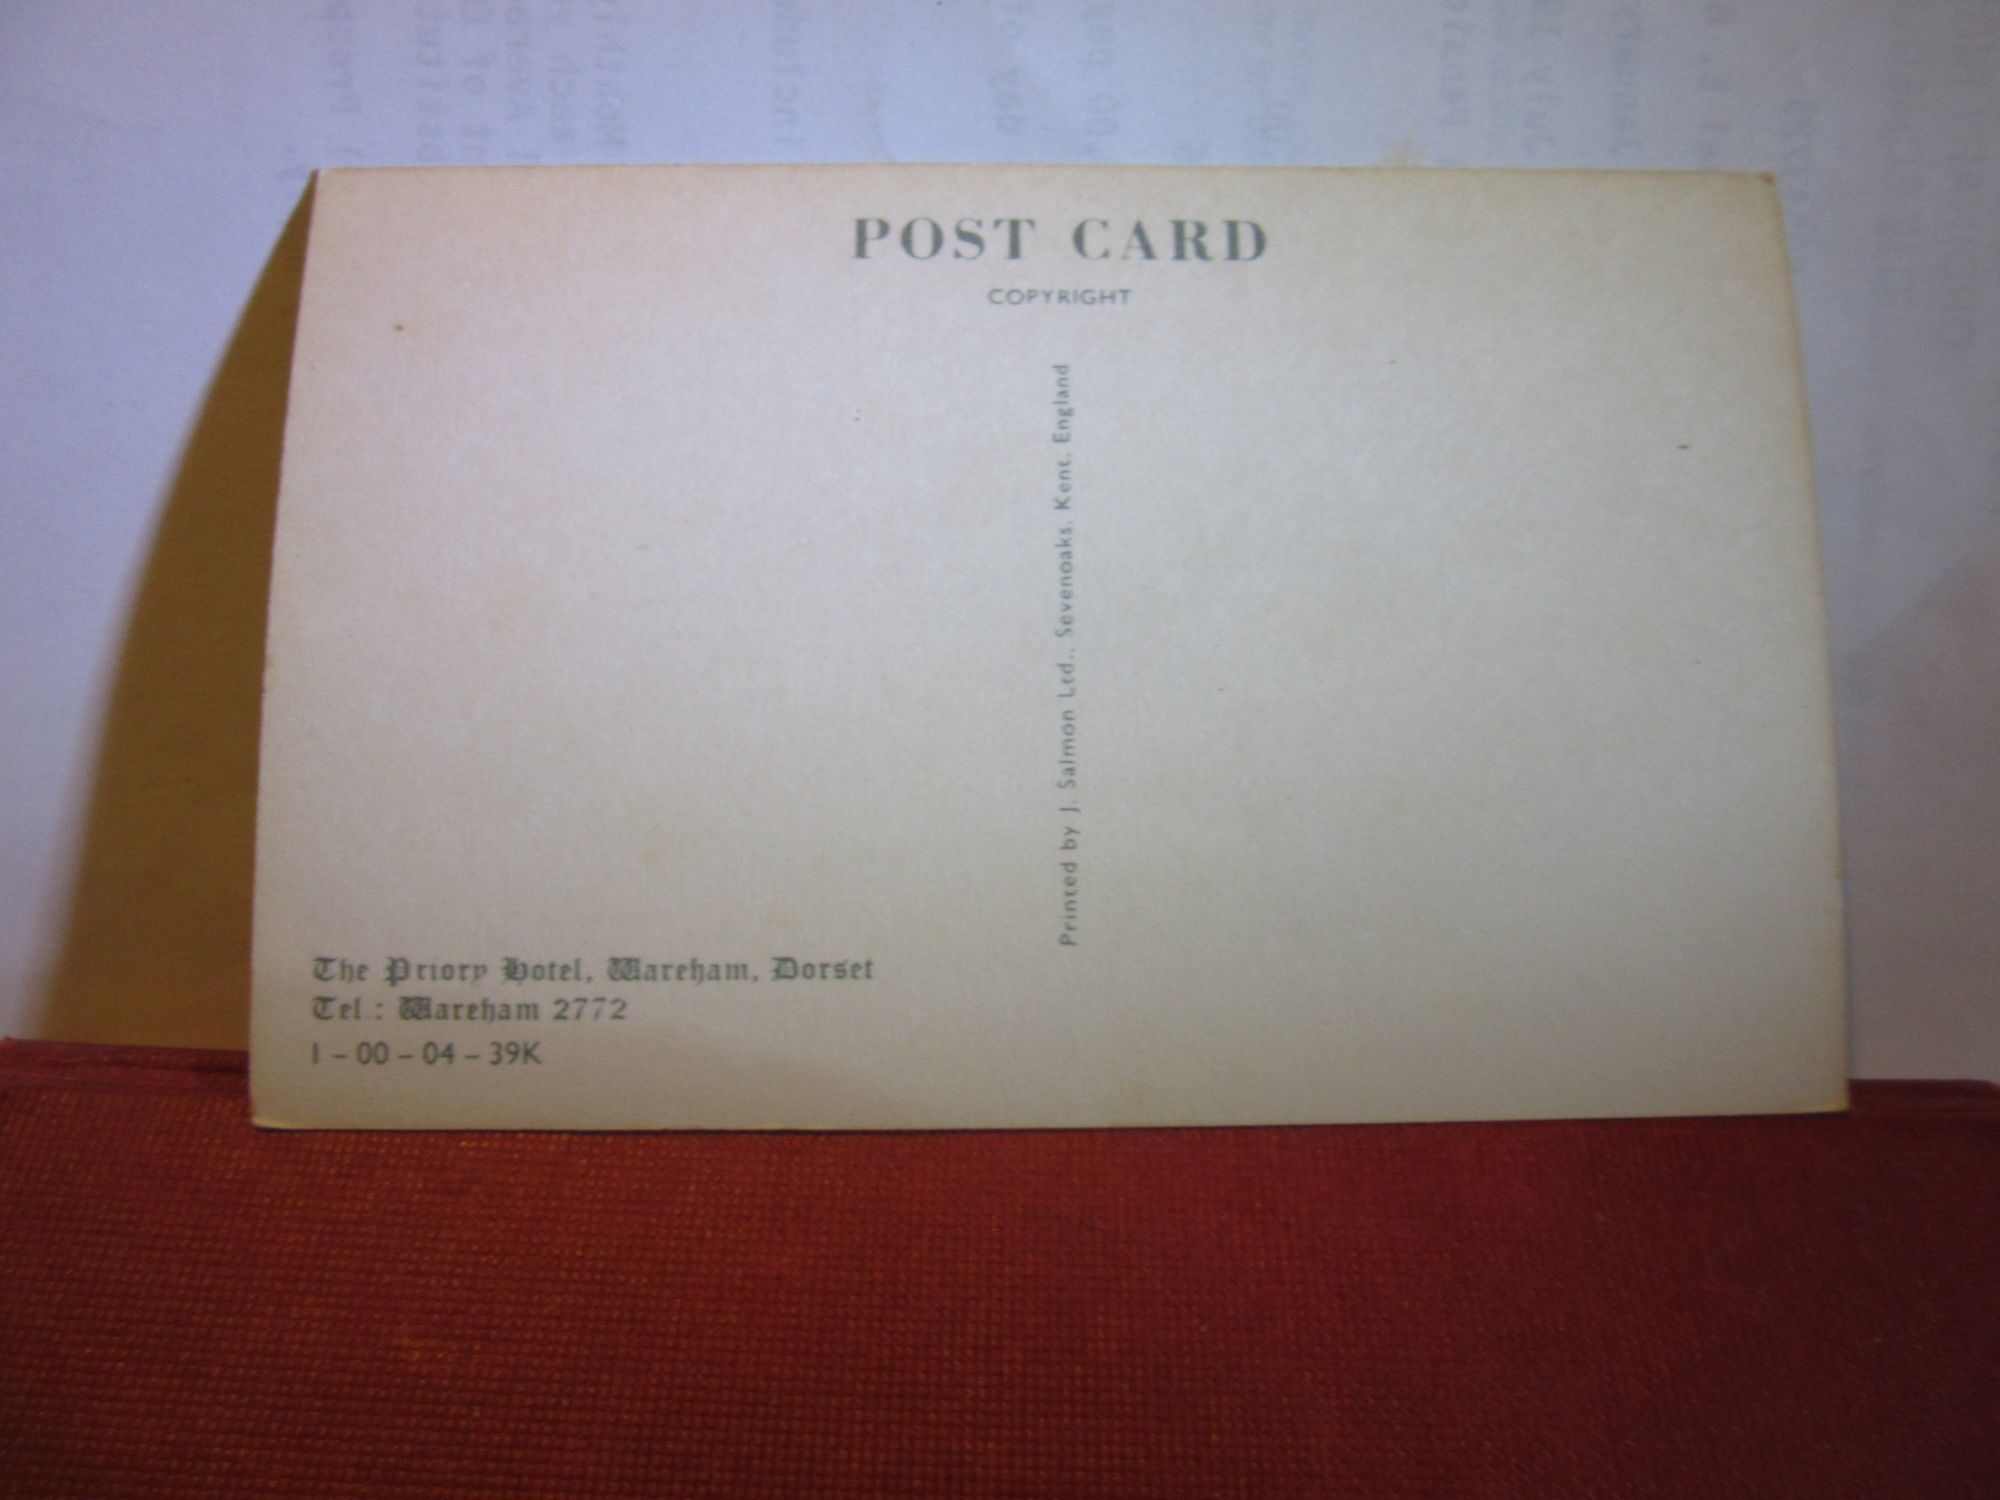 POST CARD
COPYRIGHT
Printed by J. Salmon Ltd., Sevenoaks, Kent, England
The Priory Hotel, Wareham, Dorset
Tel.: Wareham 2772
1 – 00 – 04 – 39K